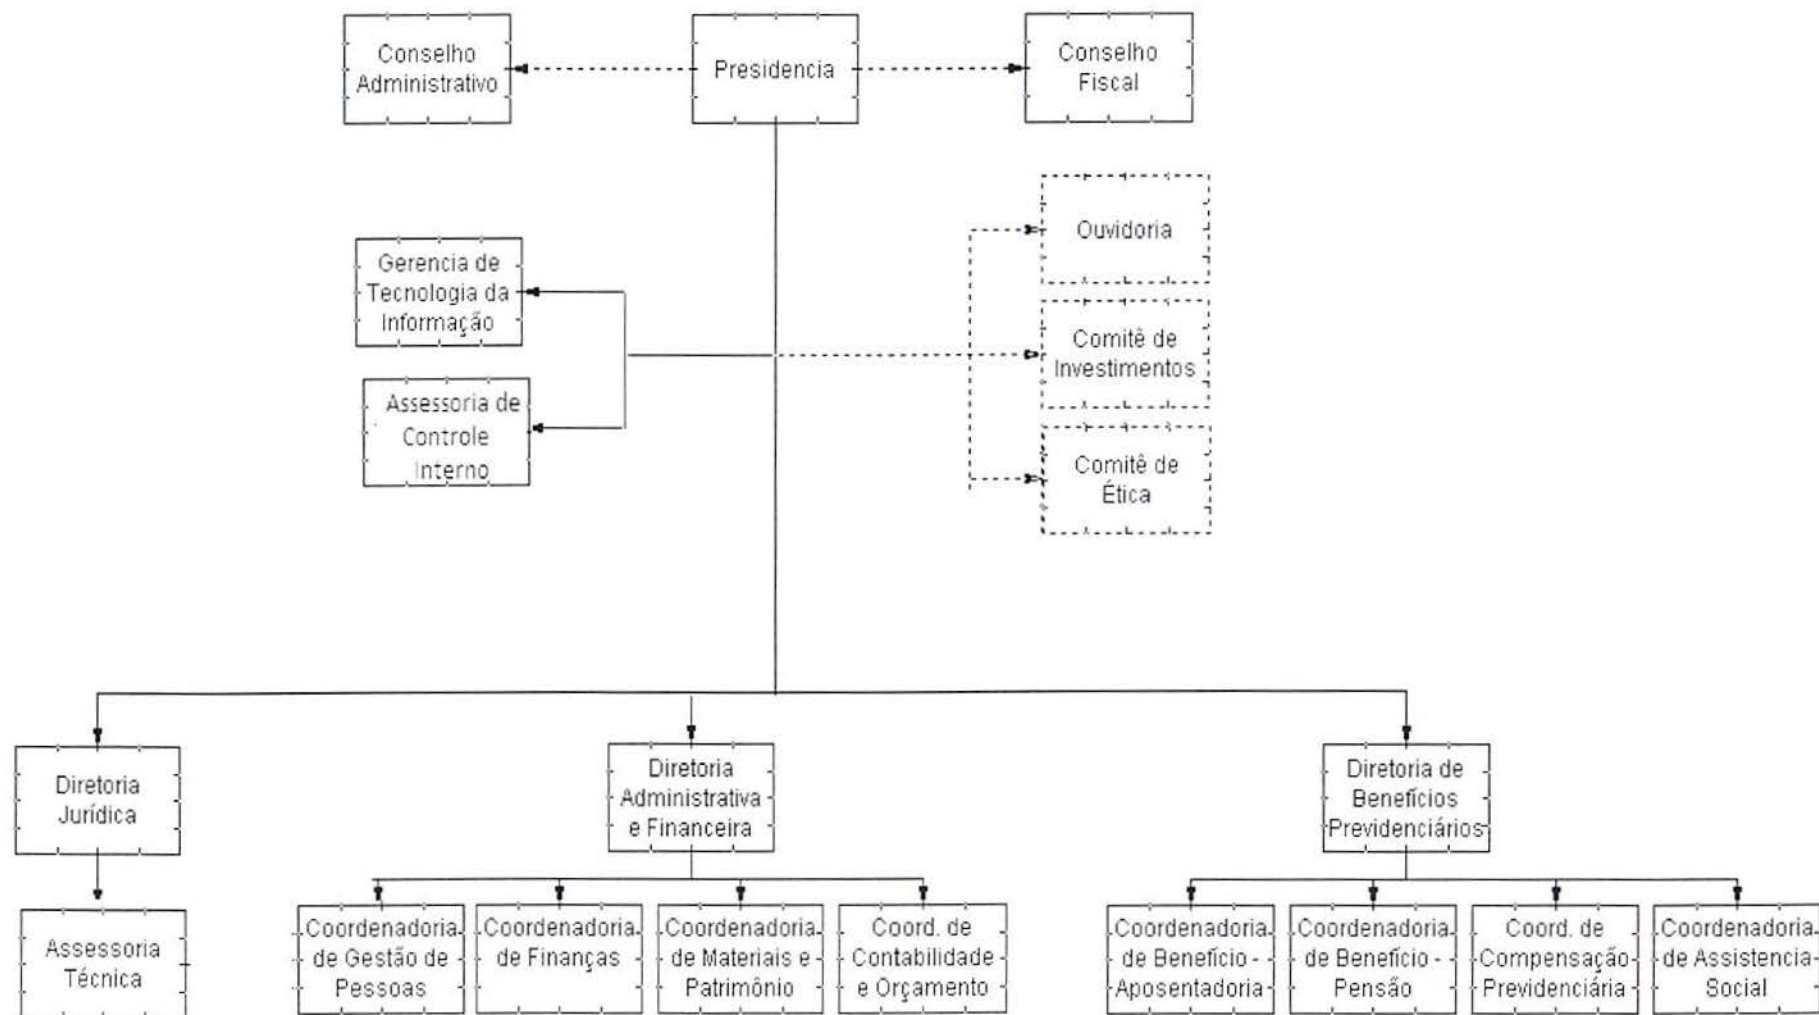 Conselho
Administrativo
Presidencia
Conselho
Fiscal
Ouvidoria
Gerencia de
Tecnologia da
Informação
Comitê de
Investimentos
Assessoria de
Controle
Interno
Comitê de
Ética
Diretoria
Jurídica
Diretoria
Administrativa
e Financeira
Diretoria de
Benefícios
Previdenciários
Assessoria
Técnica
Coordenadoria
de Gestão de
Pessoas
Coordenadoria
de Finanças
Coordenadoria
de Materiais e
Patrimônio
Coord. de
Contabilidade
e Orçamento
Coordenadoria
de Benefício -
Aposentadoria
Coordenadoria
de Benefício -
Pensão
Coord. de
Compensação
Previdenciária
Coordenadoria
de Assistencia
Social